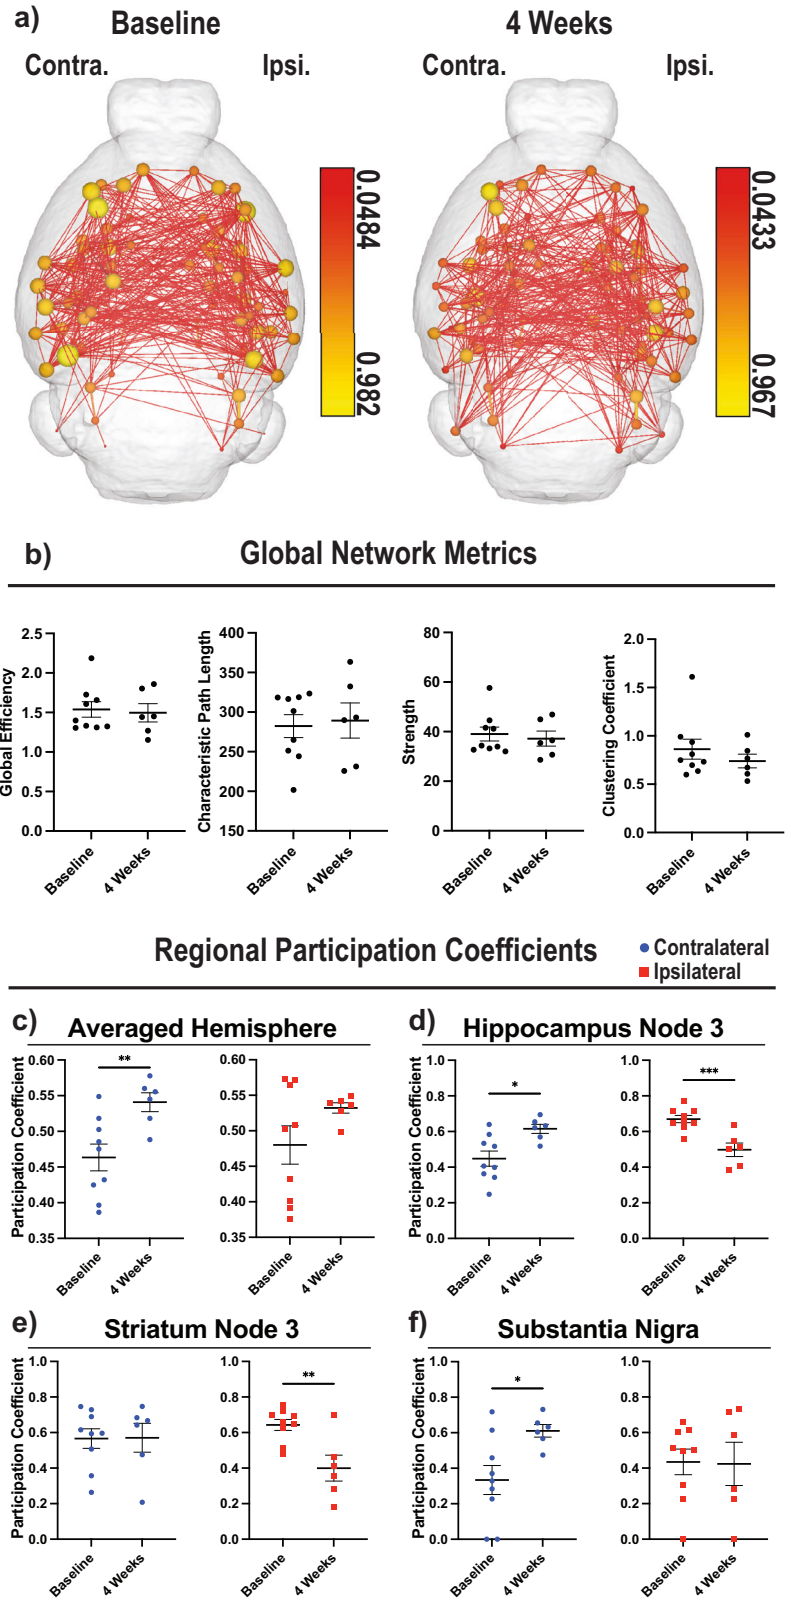 a)
Baseline
4 Weeks
Contra.
Ipsi.
Contra.
Ipsi.
0.0484
0.982
0.0433
0.967
b)
Global Network Metrics
Global Efficiency
2.5
2.0
1.5
1.0
0.5
0.0
Baseline
4 Weeks
Characteristic Path Length
400
350
300
250
200
150
Baseline
4 Weeks
Strength
80
60
40
20
0
Baseline
4 Weeks
Clustering Coefficient
2.0
1.5
1.0
0.5
0.0
Baseline
4 Weeks
Regional Participation Coefficients
Contralateral
Ipsilateral
c)
Averaged Hemisphere
Participation Coefficient
0.60
0.55
0.50
0.45
0.40
0.35
**
Baseline
4 Weeks
0.60
0.55
0.50
0.45
0.40
0.35
Baseline
4 Weeks
d)
Hippocampus Node 3
Participation Coefficient
1.0
0.8
0.6
0.4
0.2
0.0
*
Baseline
4 Weeks
1.0
0.8
0.6
0.4
0.2
0.0
***
Baseline
4 Weeks
e)
Striatum Node 3
Participation Coefficient
1.0
0.8
0.6
0.4
0.2
0.0
Baseline
4 Weeks
1.0
0.8
0.6
0.4
0.2
0.0
**
Baseline
4 Weeks
f)
Substantia Nigra
Participation Coefficient
1.0
0.8
0.6
0.4
0.2
0.0
*
Baseline
4 Weeks
1.0
0.8
0.6
0.4
0.2
0.0
Baseline
4 Weeks